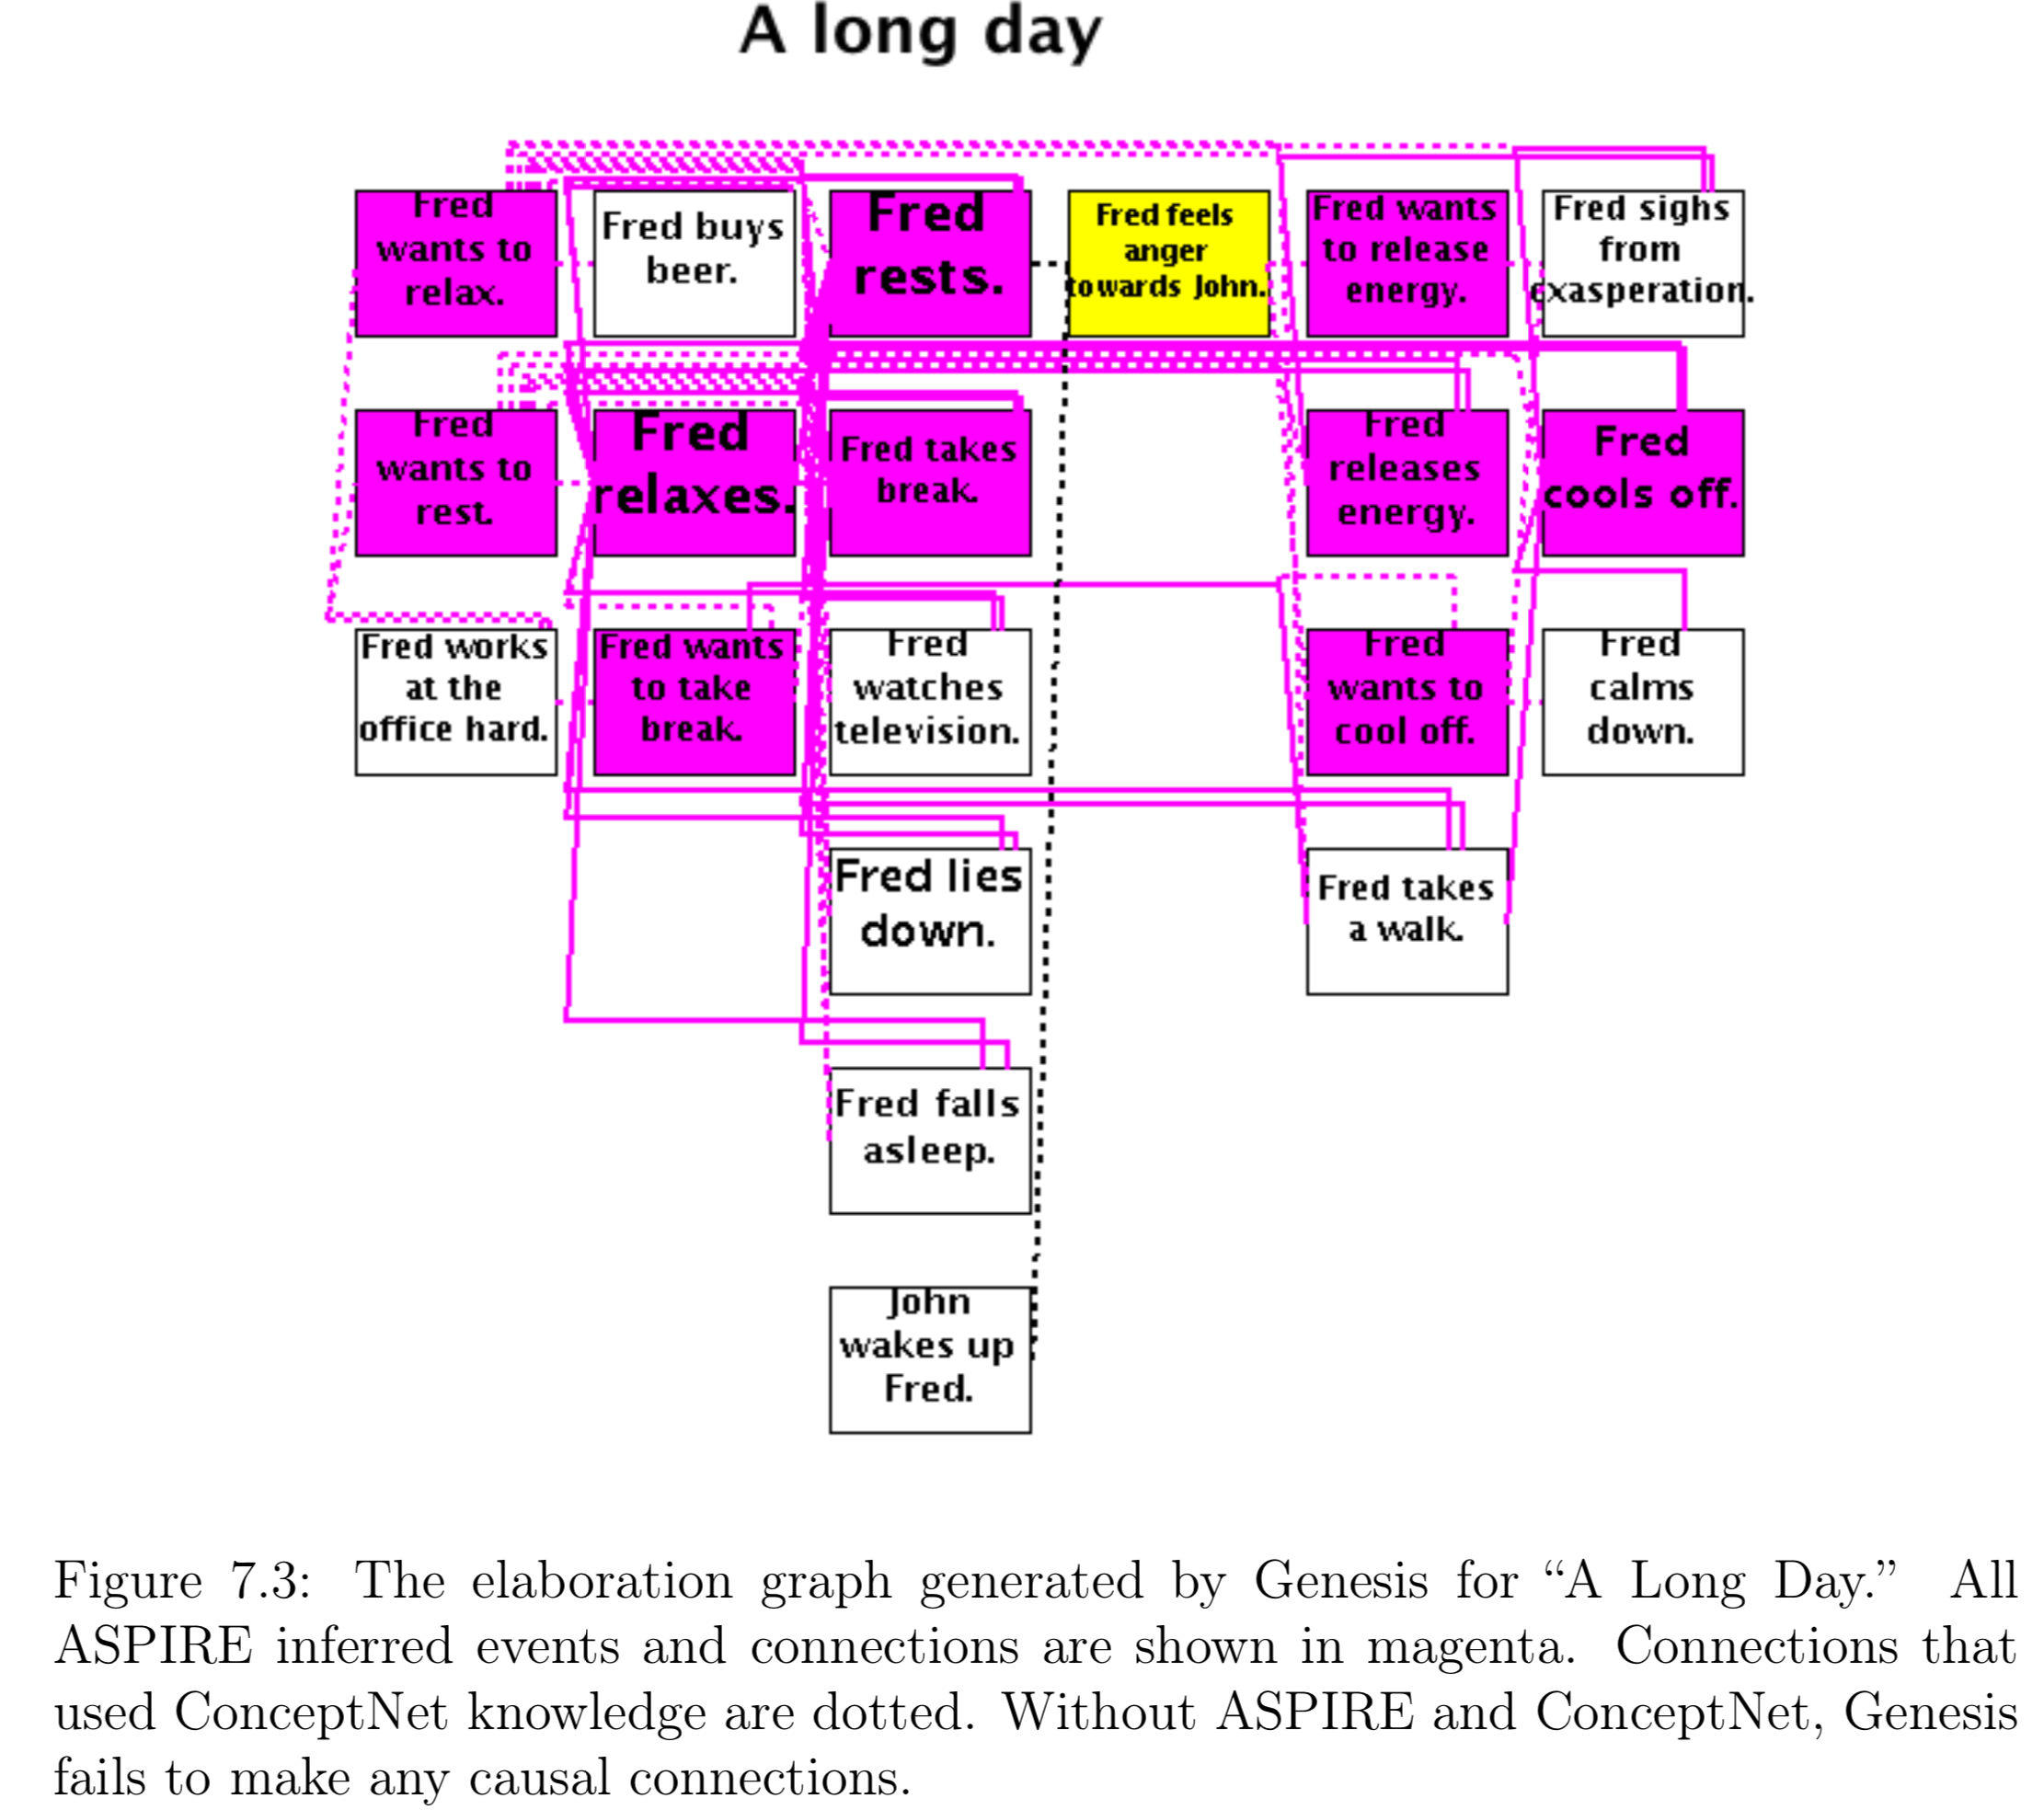 A long day
Fred
wants to
relax.
Fred buys
beer.
Fred
rests.
Fred feels
anger
towards John.
Fred wants
to release
energy.
Fred sighs
from
exasperation.
Fred
wants to
rest.
Fred
relaxes.
Fred takes
break.
Fred
releases
energy.
Fred
cools off.
Fred works
at the
office hard.
Fred wants
to take
break.
Fred
watches
television.
Fred
wants to
cool off.
Fred
calms
down.
Fred lies
down.
Fred takes
a walk.
Fred falls
asleep.
John
wakes up
Fred.
Figure 7.3: The elaboration graph generated by Genesis for “A Long Day.” All
ASPIRE inferred events and connections are shown in magenta. Connections that
used ConceptNet knowledge are dotted. Without ASPIRE and ConceptNet, Genesis
fails to make any causal connections.